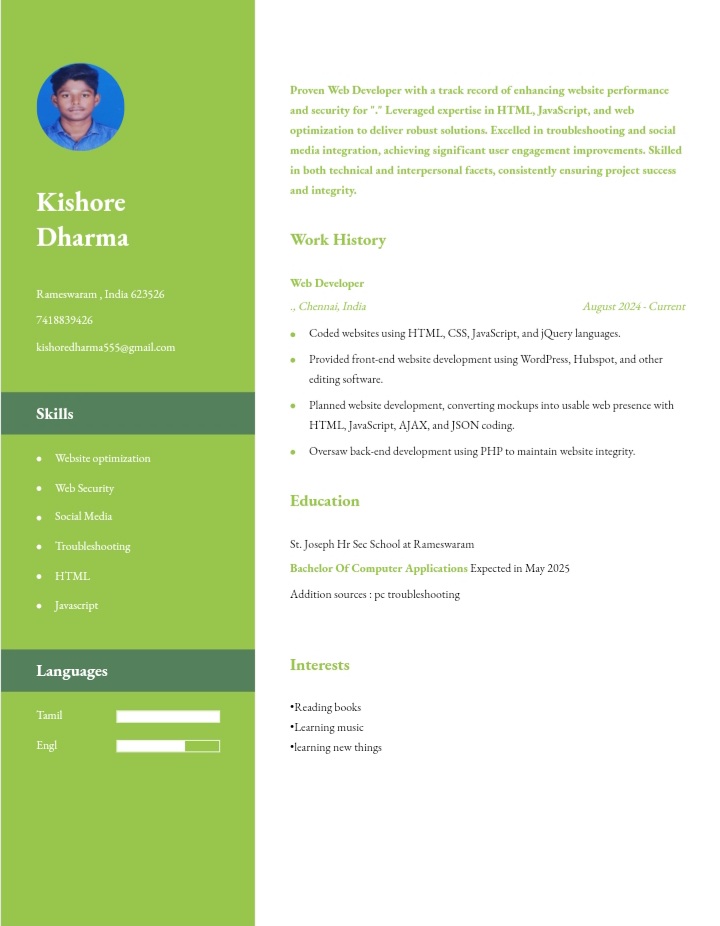 Kishore
Dharma
Rameswaram , India 623526
7418839426
kishoredharma555@gmail.com
Skills
• Website optimization
• Web Security
• Social Media
• Troubleshooting
• HTML
• Javascript
Languages
Tamil
Engl
Proven Web Developer with a track record of enhancing website performance
and security for "." Leveraged expertise in HTML, JavaScript, and web
optimization to deliver robust solutions. Excelled in troubleshooting and social
media integration, achieving significant user engagement improvements. Skilled
in both technical and interpersonal facets, consistently ensuring project success
and integrity.
Work History
Web Developer
., Chennai, India August 2024 - Current
• Coded websites using HTML, CSS, JavaScript, and jQuery languages.
• Provided front-end website development using WordPress, Hubspot, and other
editing software.
• Planned website development, converting mockups into usable web presence with
HTML, JavaScript, AJAX, and JSON coding.
• Oversaw back-end development using PHP to maintain website integrity.
Education
St. Joseph Hr Sec School at Rameswaram
Bachelor Of Computer Applications Expected in May 2025
Addition sources : pc troubleshooting
Interests
•Reading books
•Learning music
•learning new things